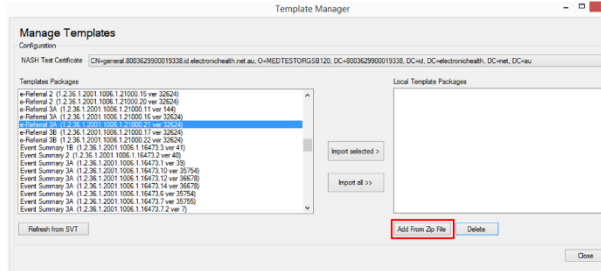 Template Manager
Manage Templates
Configuration
NASH Test Certificate
CN=general.8003629900019338.id.electronichealth.net.au, O=MEDTESTORGSB120, DC=8003629900019338, DC=id, DC=electronichealth, DC=net, DC=au
Templates Packages
Local Template Packages
e-Referral 2 (1.2.36.1.2001.1006.1.21000.15 ver 32624)
e-Referral 2 (1.2.36.1.2001.1006.1.21000.20 ver 32624)
e-Referral 3A (1.2.36.1.2001.1006.1.21000.11 ver 144)
e-Referral 3A (1.2.36.1.2001.1006.1.21000.16 ver 32624)
e-Referral 3A (1.2.36.1.2001.1006.1.21000.21 ver 32624)
e-Referral 3B (1.2.36.1.2001.1006.1.21000.17 ver 32624)
e-Referral 3B (1.2.36.1.2001.1006.1.21000.22 ver 32624)
Event Summary 1B (1.2.36.1.2001.1006.1.16473.3 ver 41)
Event Summary 2 (1.2.36.1.2001.1006.1.16473.2 ver 40)
Event Summary 3A (1.2.36.1.2001.1006.1.16473.1 ver 39)
Event Summary 3A (1.2.36.1.2001.1006.1.16473.10 ver 35754)
Event Summary 3A (1.2.36.1.2001.1006.1.16473.12 ver 36678)
Event Summary 3A (1.2.36.1.2001.1006.1.16473.14 ver 36678)
Event Summary 3A (1.2.36.1.2001.1006.1.16473.6 ver 35754)
Event Summary 3A (1.2.36.1.2001.1006.1.16473.7 ver 35755)
Event Summary 3A (1.2.36.1.2001.1006.1.16473.7.2 ver 7)
Import selected >
Import all >>
Refresh from SVT
Add From Zip File
Delete
Close